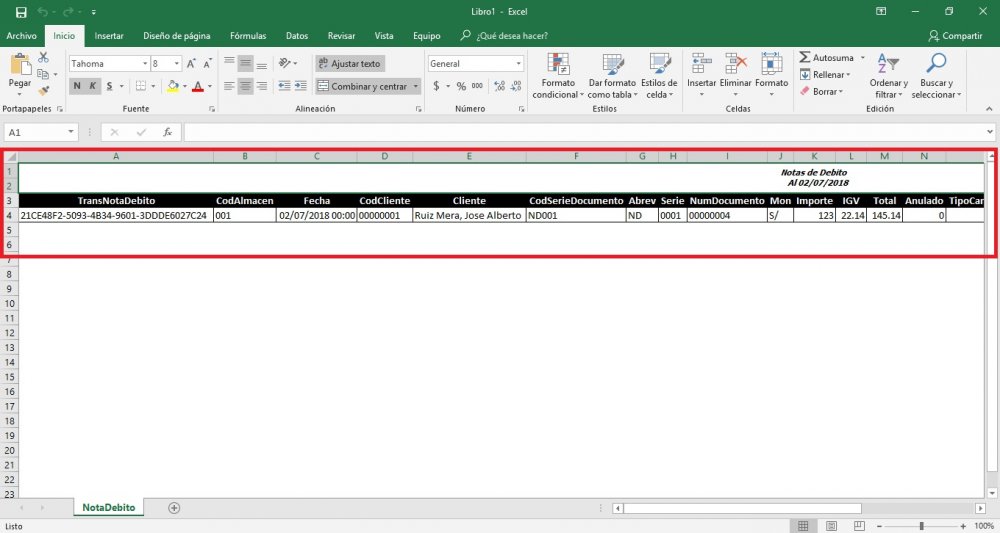 Libro1 - Excel
Archivo Inicio Insertar Diseño de página Fórmulas Datos Revisar Vista Equipo ¿Qué desea hacer? Compartir
Pegar
Tahoma 8
N K S
Ajustar texto
Combinar y centrar
General
$ % 000
Formato condicional
Dar formato como tabla
Estilos de celda
Insertar Eliminar Formato
Autosuma
Rellenar
Borrar
Ordenar y filtrar
Buscar y seleccionar
Portapapeles Fuente Alineación Número Estilos Celdas Edición
A1 fx
A B C D E F G H I J K L M N
1 Notas de Debito
2 Al 02/07/2018
3 TransNotaDebito CodAlmacen Fecha CodCliente Cliente CodSerieDocumento Abrev Serie NumDocumento Mon Importe IGV Total Anulado TipoCar
4 21CE48F2-5093-4B34-9601-3DDDE6027C24 001 02/07/2018 00:00 00000001 Ruiz Mera, Jose Alberto ND001 ND 0001 00000004 S/ 123 22.14 145.14 0
5
6
7
8
9
10
11
12
13
14
15
16
17
18
19
20
21
22
23
NotaDebito
Listo 100%